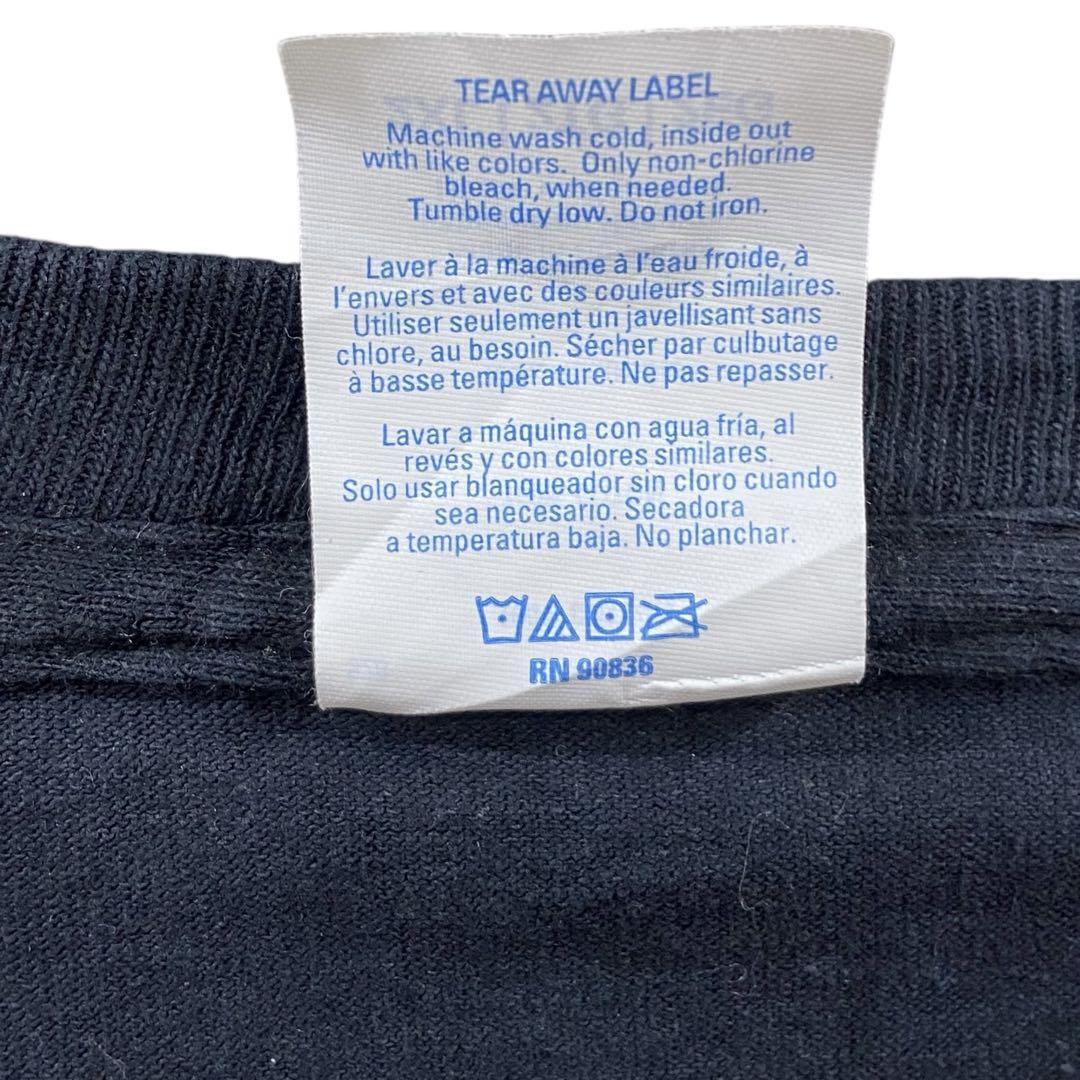 TEAR AWAY LABEL
Machine wash cold, inside out
with like colors. Only non-chlorine
bleach, when needed.
Tumble dry low. Do not iron.
Laver à la machine à l'eau froide, à
l'envers et avec des couleurs similaires.
Utiliser seulement un javellisant sans
chlore, au besoin. Sécher par culbutage
à basse température. Ne pas repasser.
Lavar a máquina con agua fría, al
revés y con colores similares.
Solo usar blanqueador sin cloro cuando
sea necesario. Secadora
a temperatura baja. No planchar.
RN 90836